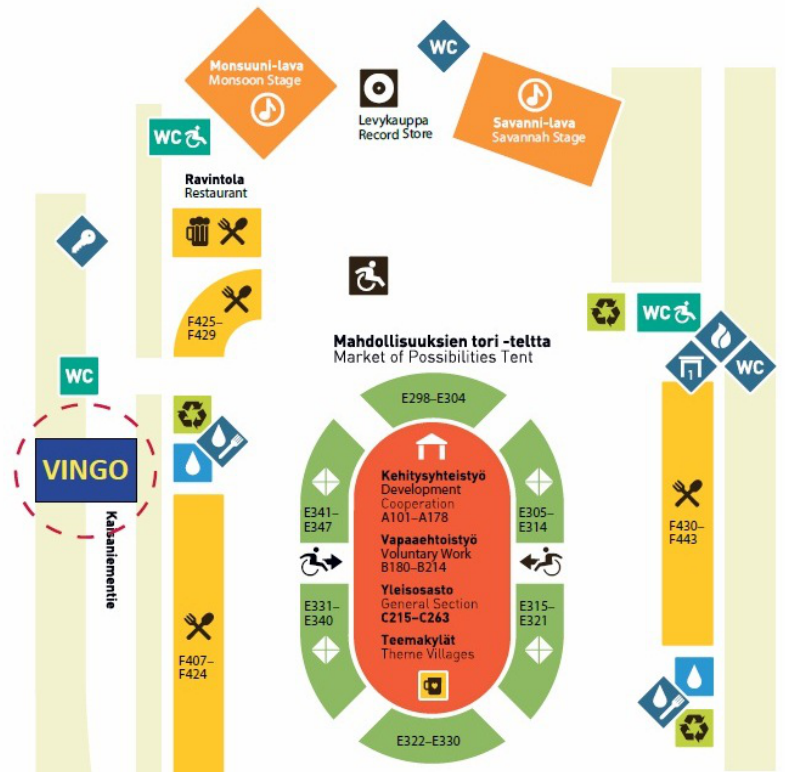 Monsuuni-lava
Monsoon Stage
WC
Levykauppa
Record Store
Savanni-lava
Savannah Stage
WC
Ravintola
Restaurant
F425–
F429
WC
Mahdollisuuksien tori -teltta
Market of Possibilities Tent
WC
1
WC
E298–E304
VINGO
Kaisaniementie
Kehitysyhteistyö
Development
Cooperation
A101–A178
E341–
E347
E305–
E314
F430–
F443
Vapaaehtoistyö
Voluntary Work
B180–B214
Yleisosasto
General Section
C215–C263
E331–
E340
E315–
E321
Teemakylät
Theme Villages
F407–
F424
E322–E330